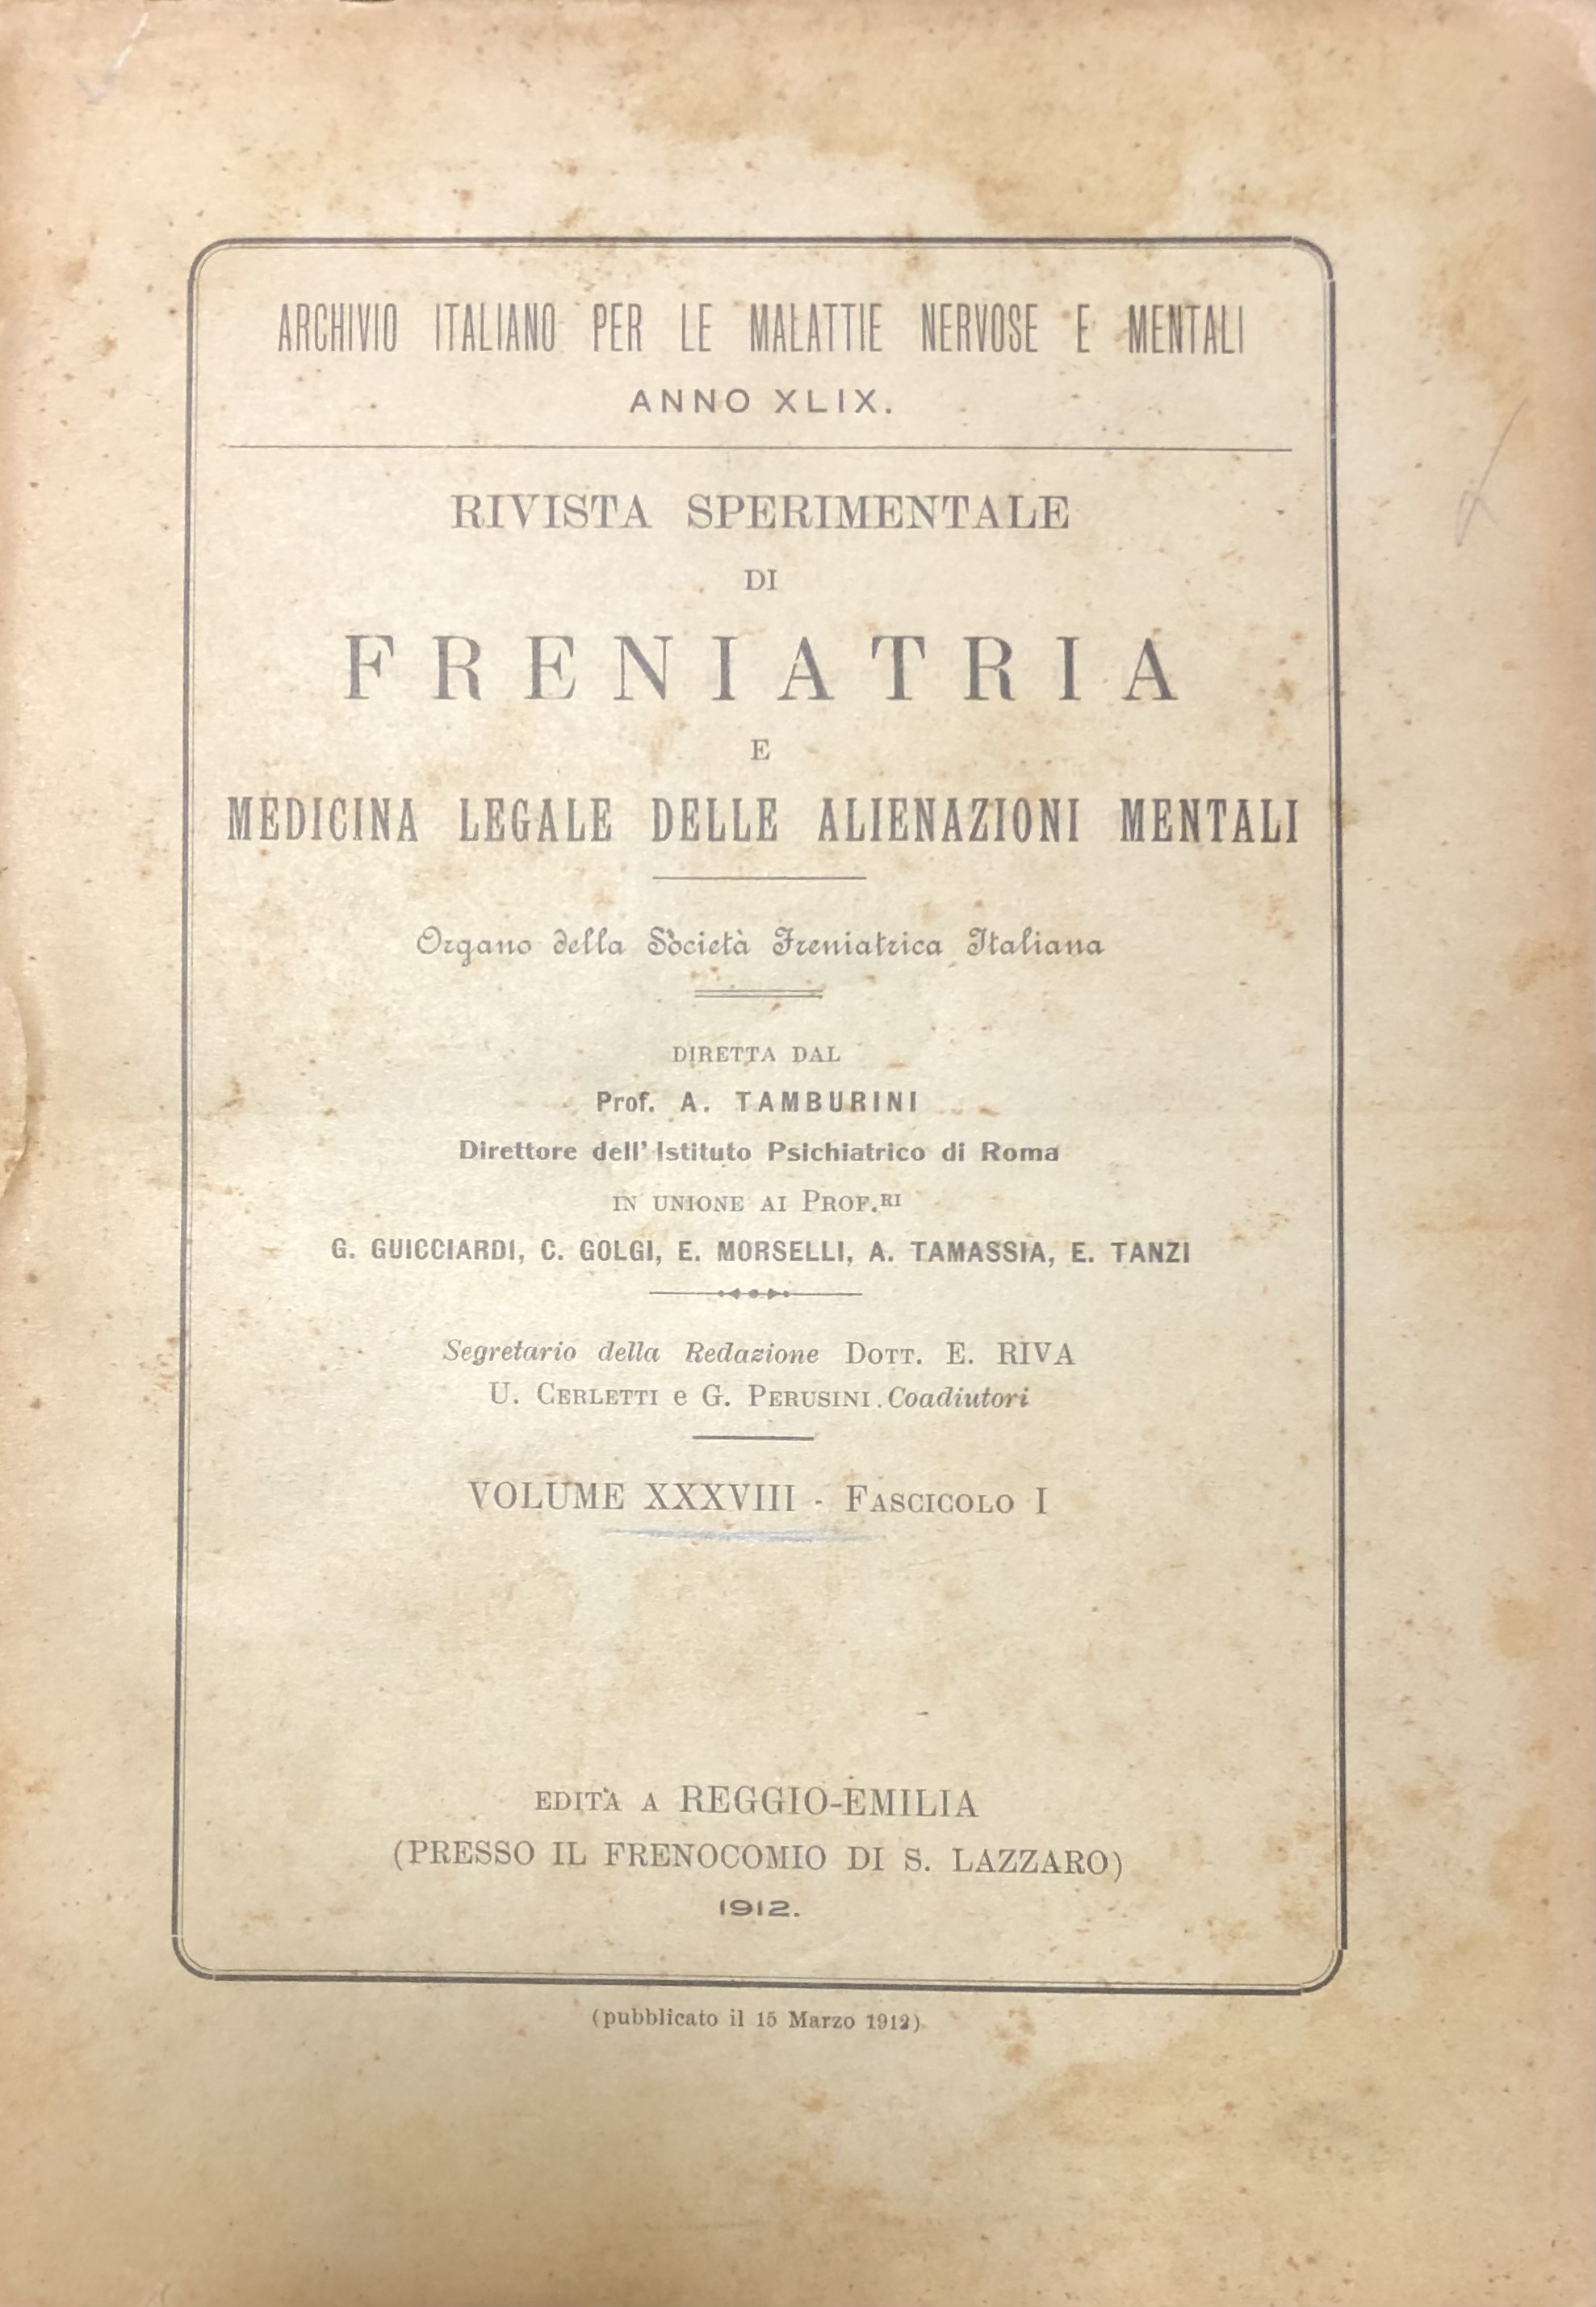 ARCHIVIO ITALIANO PER LE MALATTIE NERVOSE E MENTALI
ANNO XLIX.
RIVISTA SPERIMENTALE
DI
FRENIATRIA
E
MEDICINA LEGALE DELLE ALIENAZIONI MENTALI
Organo della Società Freniatrica Italiana
DIRETTA DAL
Prof. A. TAMBURINI
Direttore dell' Istituto Psichiatrico di Roma
IN UNIONE AI PROF.RI
G. GUICCIARDI, C. GOLGI, E. MORSELLI, A. TAMASSIA, E. TANZI
Segretario della Redazione DOTT. E. RIVA
U. CERLETTI e G. PERUSINI. Coadiutori
VOLUME XXXVIII - FASCICOLO I
EDITA A REGGIO-EMILIA
(PRESSO IL FRENOCOMIO DI S. LAZZARO)
1912.
(pubblicato il 15 Marzo 1912)